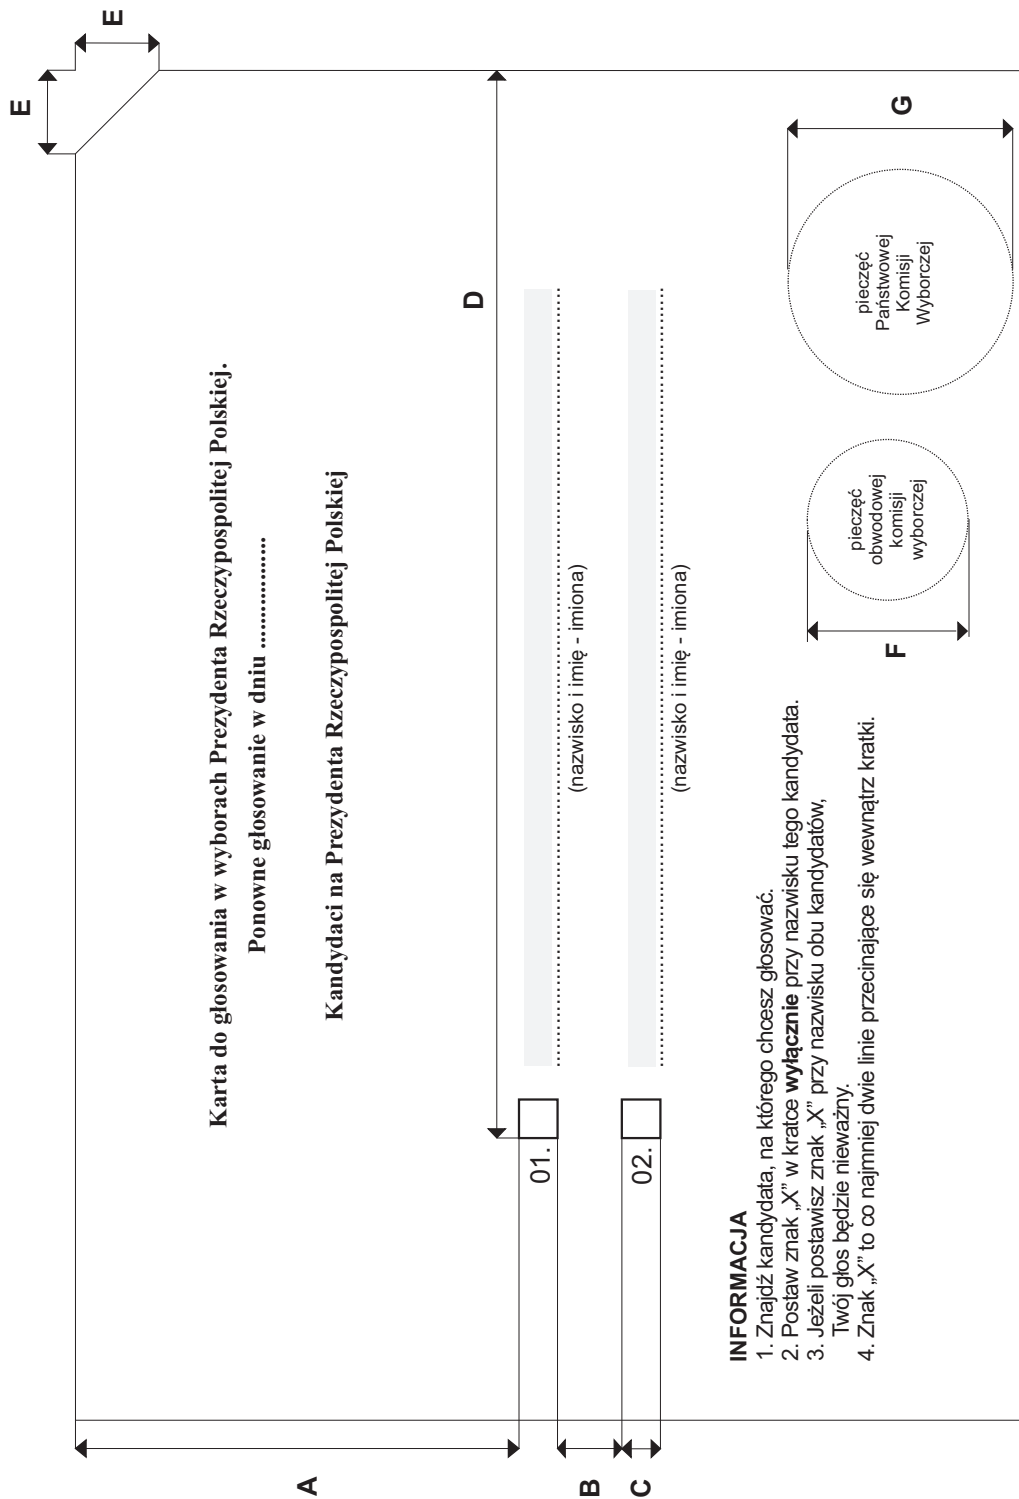 E
E
Karta do głosowania w wyborach Prezydenta Rzeczypospolitej Polskiej.
Ponowne głosowanie w dniu ..................
Kandydaci na Prezydenta Rzeczypospolitej Polskiej
A
D
01.
(nazwisko i imię - imiona)
B
02.
(nazwisko i imię - imiona)
C
INFORMACJA
1. Znajdź kandydata, na którego chcesz głosować.
2. Postaw znak „X” w kratce wyłącznie przy nazwisku tego kandydata.
3. Jeżeli postawisz znak „X” przy nazwisku obu kandydatów,
Twój głos będzie nieważny.
4. Znak „X” to co najmniej dwie linie przecinające się wewnątrz kratki.
F
pieczęć
obwodowej
komisji
wyborczej
pieczęć
Państwowej
Komisji
Wyborczej
G